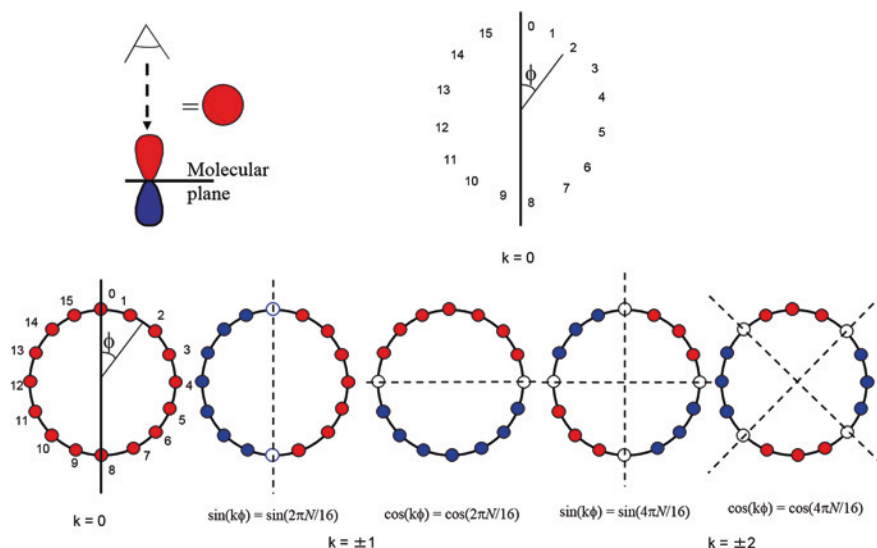 =
Molecular
plane
0
1
2
3
4
5
6
7
8
9
10
11
12
13
14
15
ϕ
k = 0
0
1
2
3
4
5
6
7
8
9
10
11
12
13
14
15
ϕ
k = 0
sin(kϕ) = sin(2πN/16)
cos(kϕ) = cos(2πN/16)
k = ±1
sin(kϕ) = sin(4πN/16)
cos(kϕ) = cos(4πN/16)
k = ±2